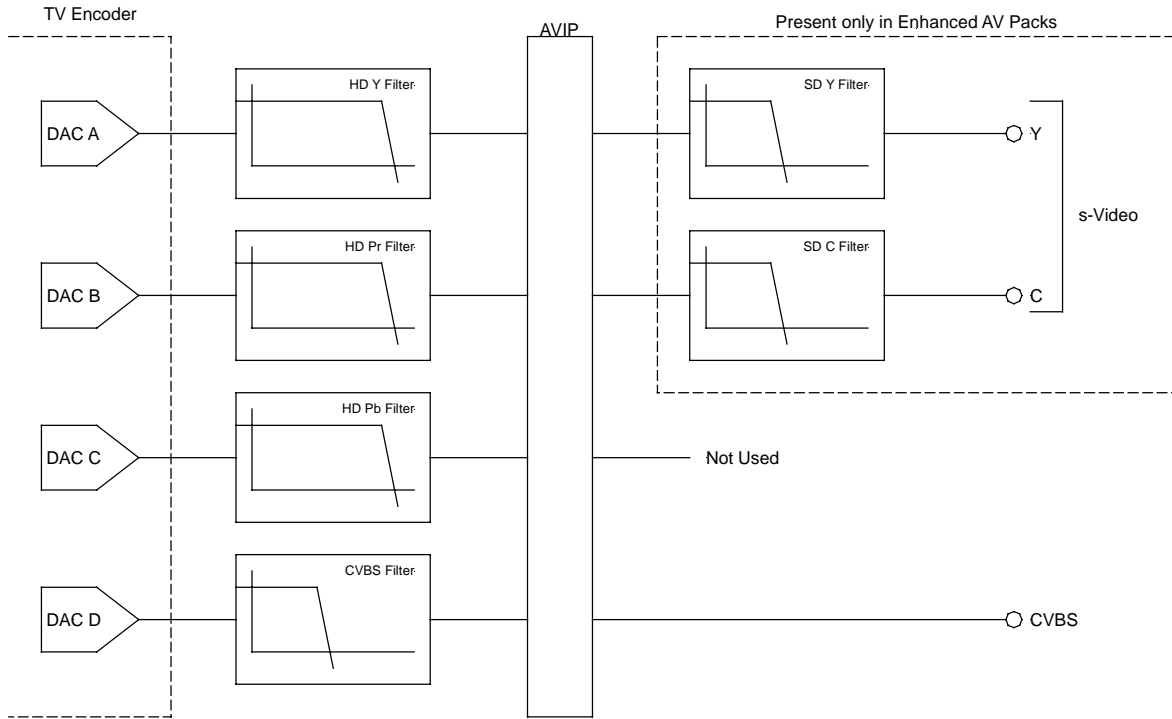 TV Encoder
AVIP
Present only in Enhanced AV Packs
HD Y Filter
SD Y Filter
DAC A
Y
s-Video
HD Pr Filter
SD C Filter
DAC B
C
HD Pb Filter
DAC C
Not Used
CVBS Filter
DAC D
CVBS